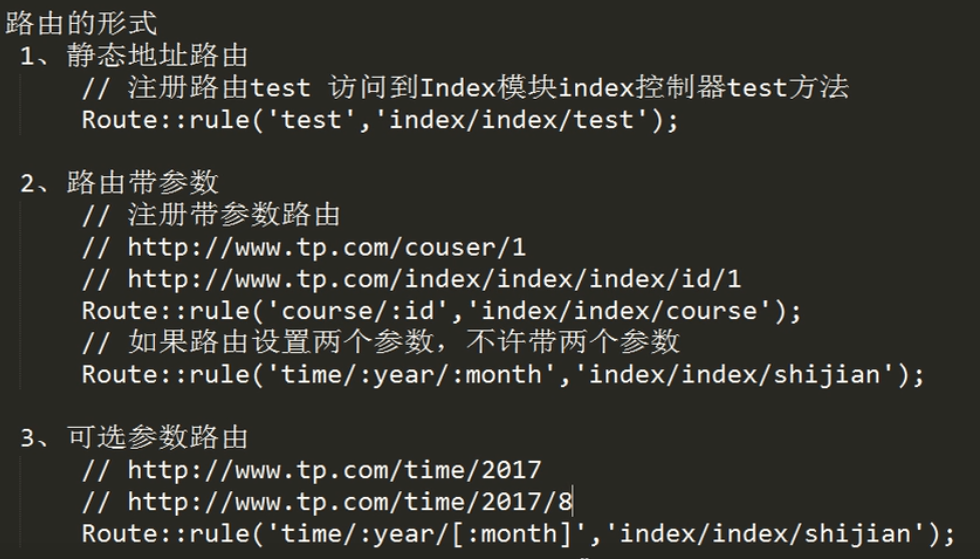 路由的形式
1、静态地址路由
// 注册路由test 访问到Index模块index控制器test方法
Route::rule('test','index/index/test');
2、路由带参数
// 注册带参数路由
// http://www.tp.com/couser/1
// http://www.tp.com/index/index/index/id/1
Route::rule('course/:id','index/index/course');
// 如果路由设置两个参数，不许带两个参数
Route::rule('time/:year/:month','index/index/shijian');
3、可选参数路由
// http://www.tp.com/time/2017
// http://www.tp.com/time/2017/8
Route::rule('time/:year/[:month]','index/index/shijian');